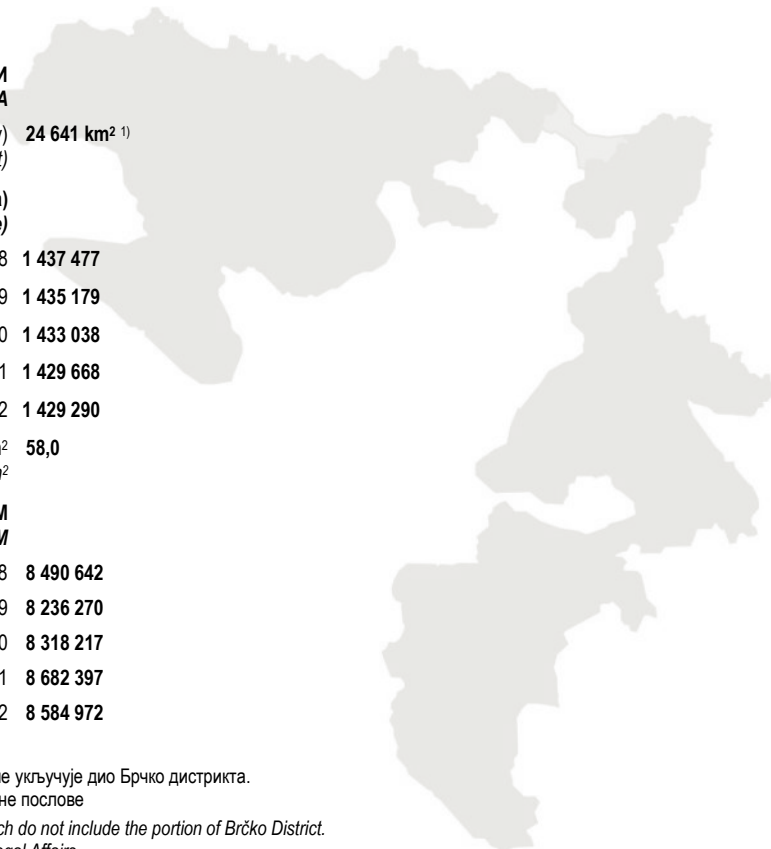 И
А
у) 24 641 km² ¹⁾
t)
а)
e)
8 1 437 477
9 1 435 179
0 1 433 038
1 1 429 668
2 1 429 290
² 58,0
²
М
M
8 8 490 642
9 8 236 270
0 8 318 217
1 8 682 397
2 8 584 972
е укључује дио Брчко дистрикта.
не послове
ch do not include the portion of Brčko District.